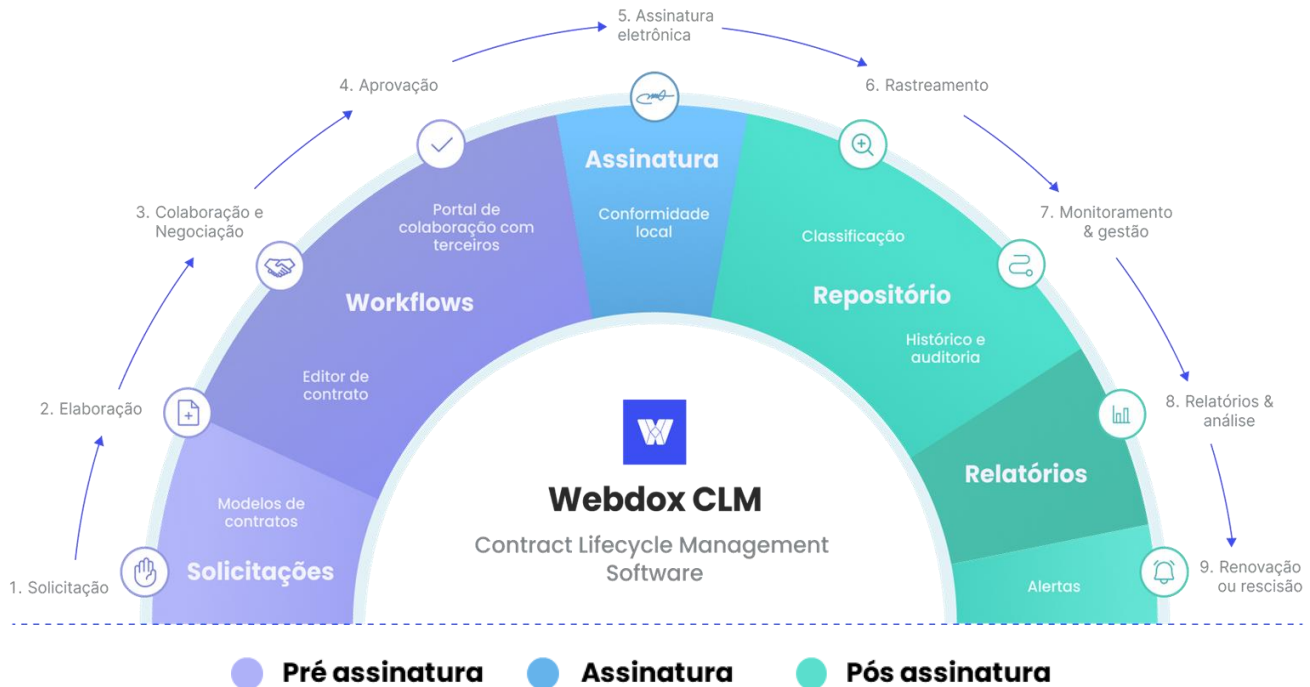 5. Assinatura
eletrônica
4. Aprovação
6. Rastreamento
3. Colaboração e
Negociação
7. Monitoramento
& gestão
2. Elaboração
8. Relatórios &
análise
1. Solicitação
9. Renovação
ou rescisão
Solicitações
Modelos de
contratos
Workflows
Editor de
contrato
Portal de
colaboração com
terceiros
Assinatura
Conformidade
local
Classificação
Repositório
Histórico e
auditoria
Relatórios
Alertas
W
Webdox CLM
Contract Lifecycle Management
Software
Pré assinatura
Assinatura
Pós assinatura